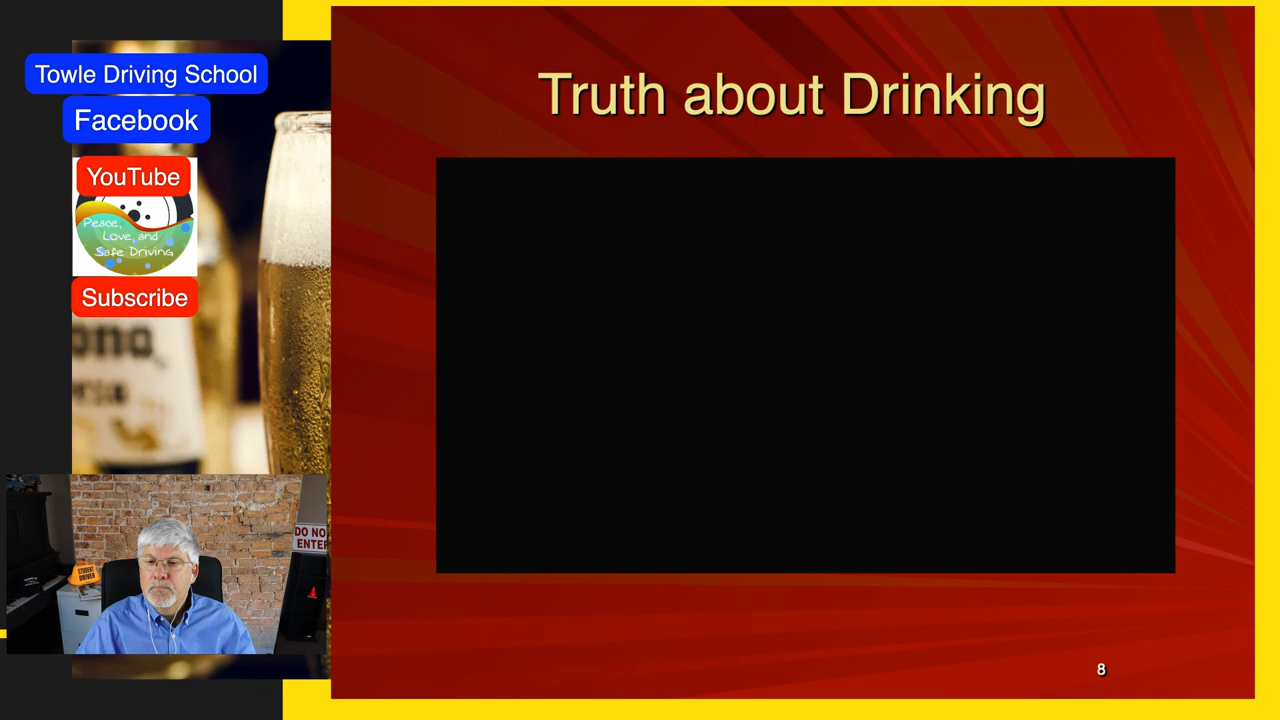 Towle Driving School
Facebook
YouTube
Peace,
Love, and
Safe Driving
Subscribe
Truth about Drinking
DO NO
ENTER
STUDENT
DRIVER
8